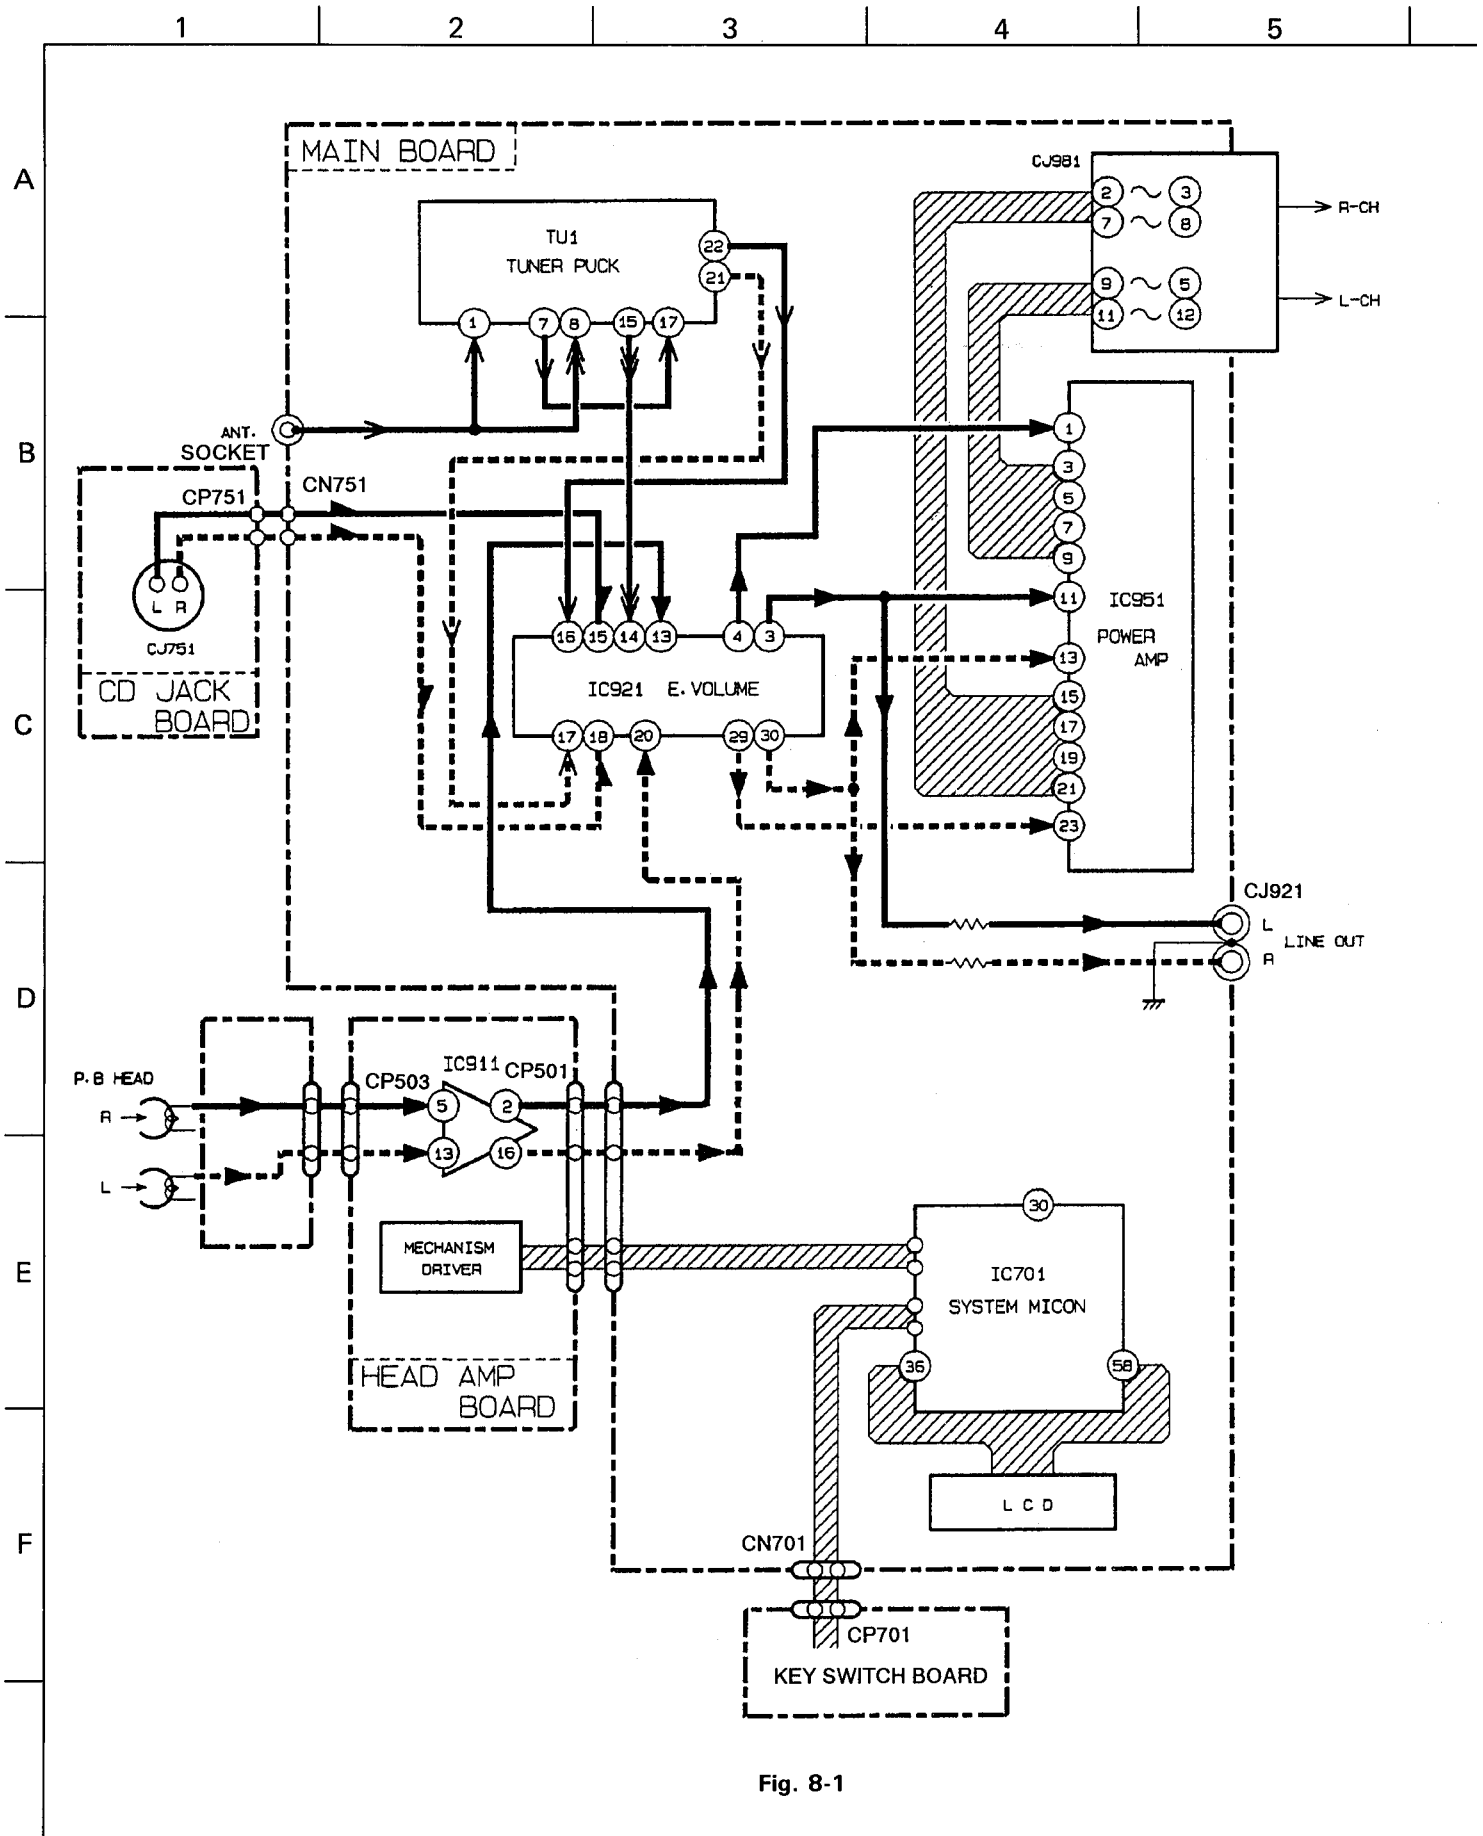 1 2 3 4 5
A
B
C
D
E
F
MAIN BOARD
CJ981
2 ~ 3
7 ~ 8
R-CH
9 ~ 5
11 ~ 12
L-CH
TU1
TUNER PUCK
22
21
1 7 8 15 17
ANT.
SOCKET
CP751 CN751
L R
CJ751
CD JACK
BOARD
16 15 14 13 4 3
IC921 E.VOLUME
17 18 20 29 30
1
3
5
7
9
11
13
15
17
19
21
23
IC951
POWER
AMP
CJ921
L
LINE OUT
R
P.B HEAD
R
L
CP503 IC911 CP501
5 2
13 16
MECHANISM
DRIVER
HEAD AMP
BOARD
30
IC701
SYSTEM MICON
36 58
LCD
CN701
CP701
KEY SWITCH BOARD
Fig. 8-1